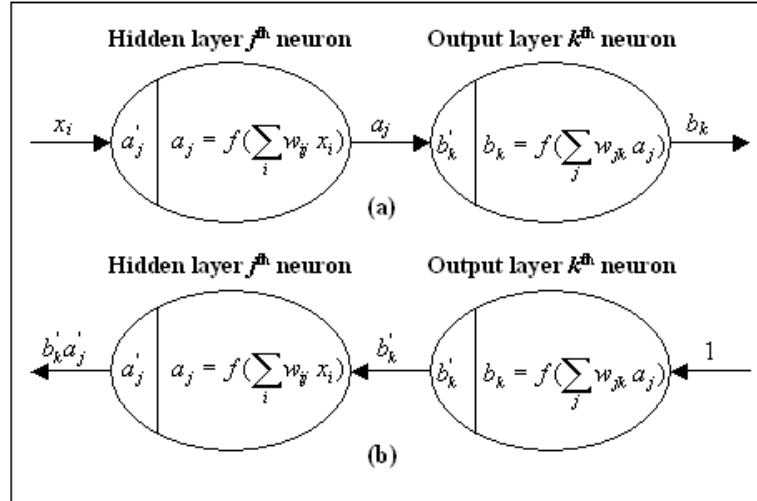 Hidden layer jth neuron Output layer kth neuron
xi a'j aj = f(∑i wij xi) aj b'k bk = f(∑j wjk aj) bk
(a)
Hidden layer jth neuron Output layer kth neuron
b'ka'j a'j aj = f(∑i wij xi) b'k b'k bk = f(∑j wjk aj) 1
(b)